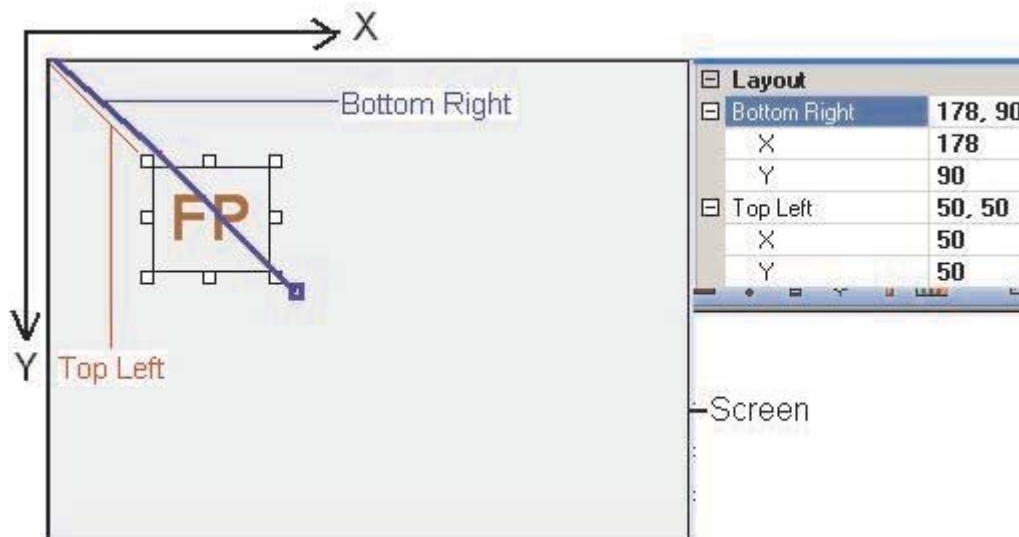 X
Bottom Right
FP
Y
Top Left
Screen
Layout
Bottom Right 178, 90
X 178
Y 90
Top Left 50, 50
X 50
Y 50